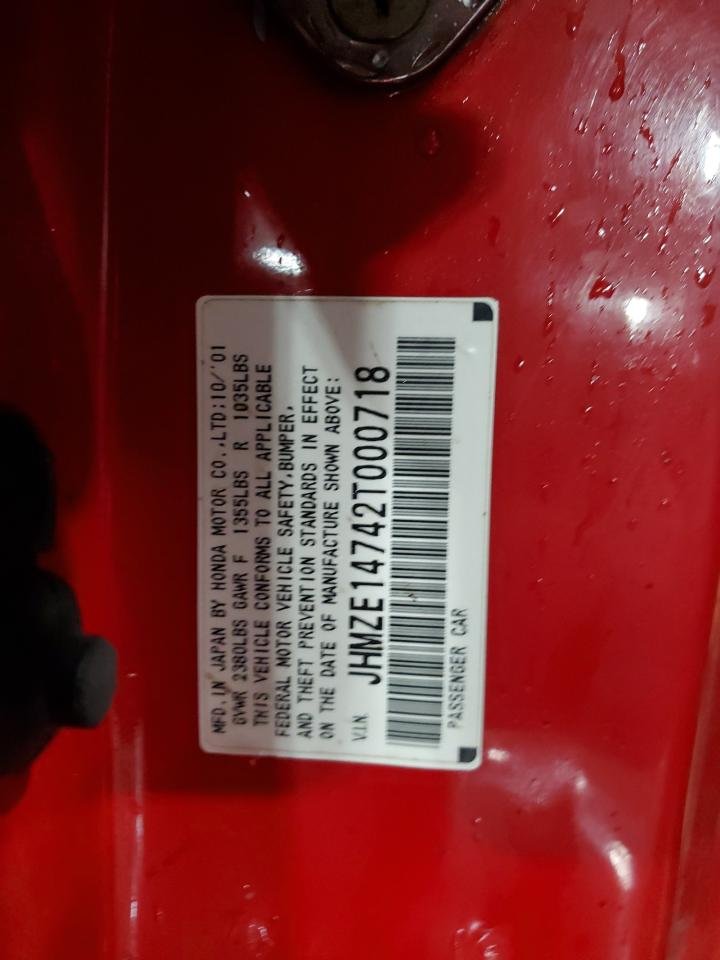 MFD. IN JAPAN BY HONDA MOTOR CO.,LTD:10/'01
GVWR 2380LBS GAWR F 1355LBS R 1035LBS
THIS VEHICLE CONFORMS TO ALL APPLICABLE
FEDERAL MOTOR VEHICLE SAFETY,BUMPER,
AND THEFT PREVENTION STANDARDS IN EFFECT
ON THE DATE OF MANUFACTURE SHOWN ABOVE:
V.I.N. JHMZE14742T000718
PASSENGER CAR